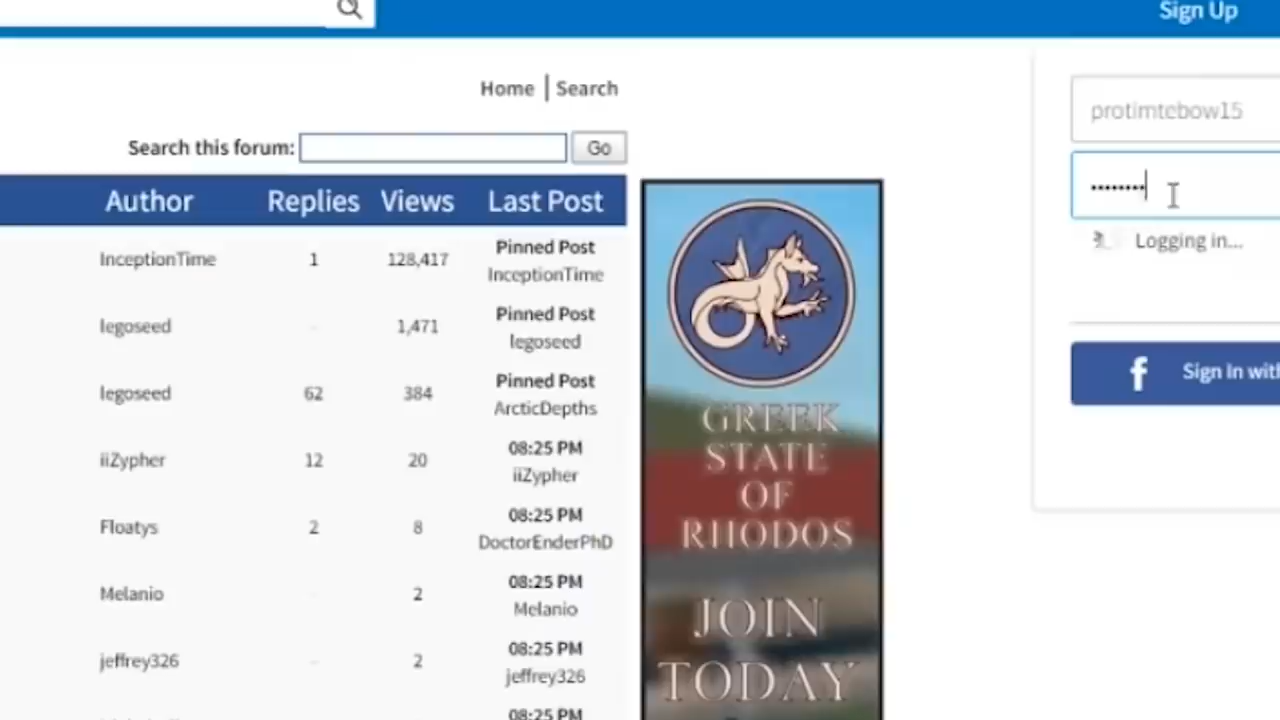 Sign Up
Home | Search
Search this forum: Go
Author Replies Views Last Post
InceptionTime 1 128,417 Pinned Post
InceptionTime
legoseed - 1,471 Pinned Post
legoseed
legoseed 62 384 Pinned Post
ArcticDepths
iiZypher 12 20 08:25 PM
iiZypher
Floatys 2 8 08:25 PM
DoctorEnderPhD
Melanio - 2 08:25 PM
Melanio
jeffrey326 - 2 08:25 PM
jeffrey326
08:25 PM
GREEK
STATE
OF
RHODOS
JOIN
TODAY
protimtebow15
••••••••
Logging in...
f Sign In with